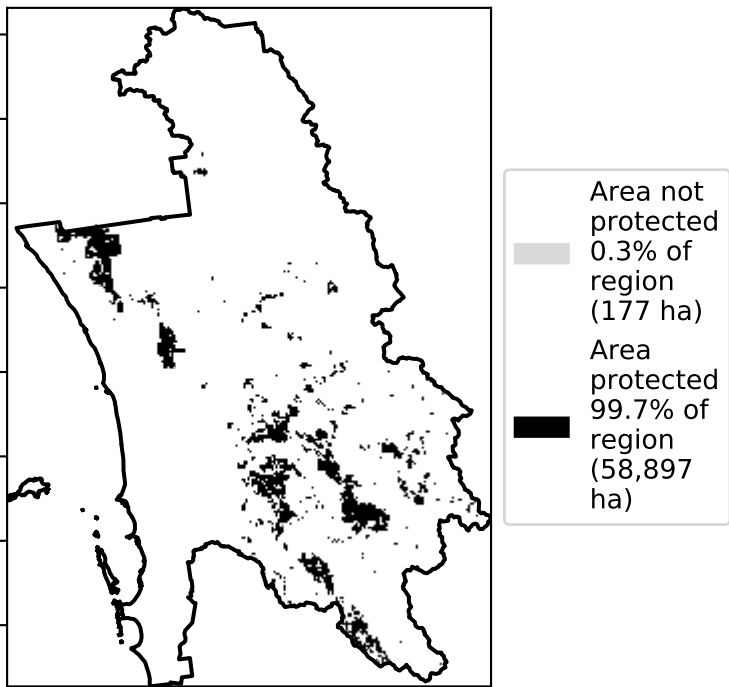 Area not
protected
0.3% of
region
(177 ha)
Area
protected
99.7% of
region
(58,897
ha)